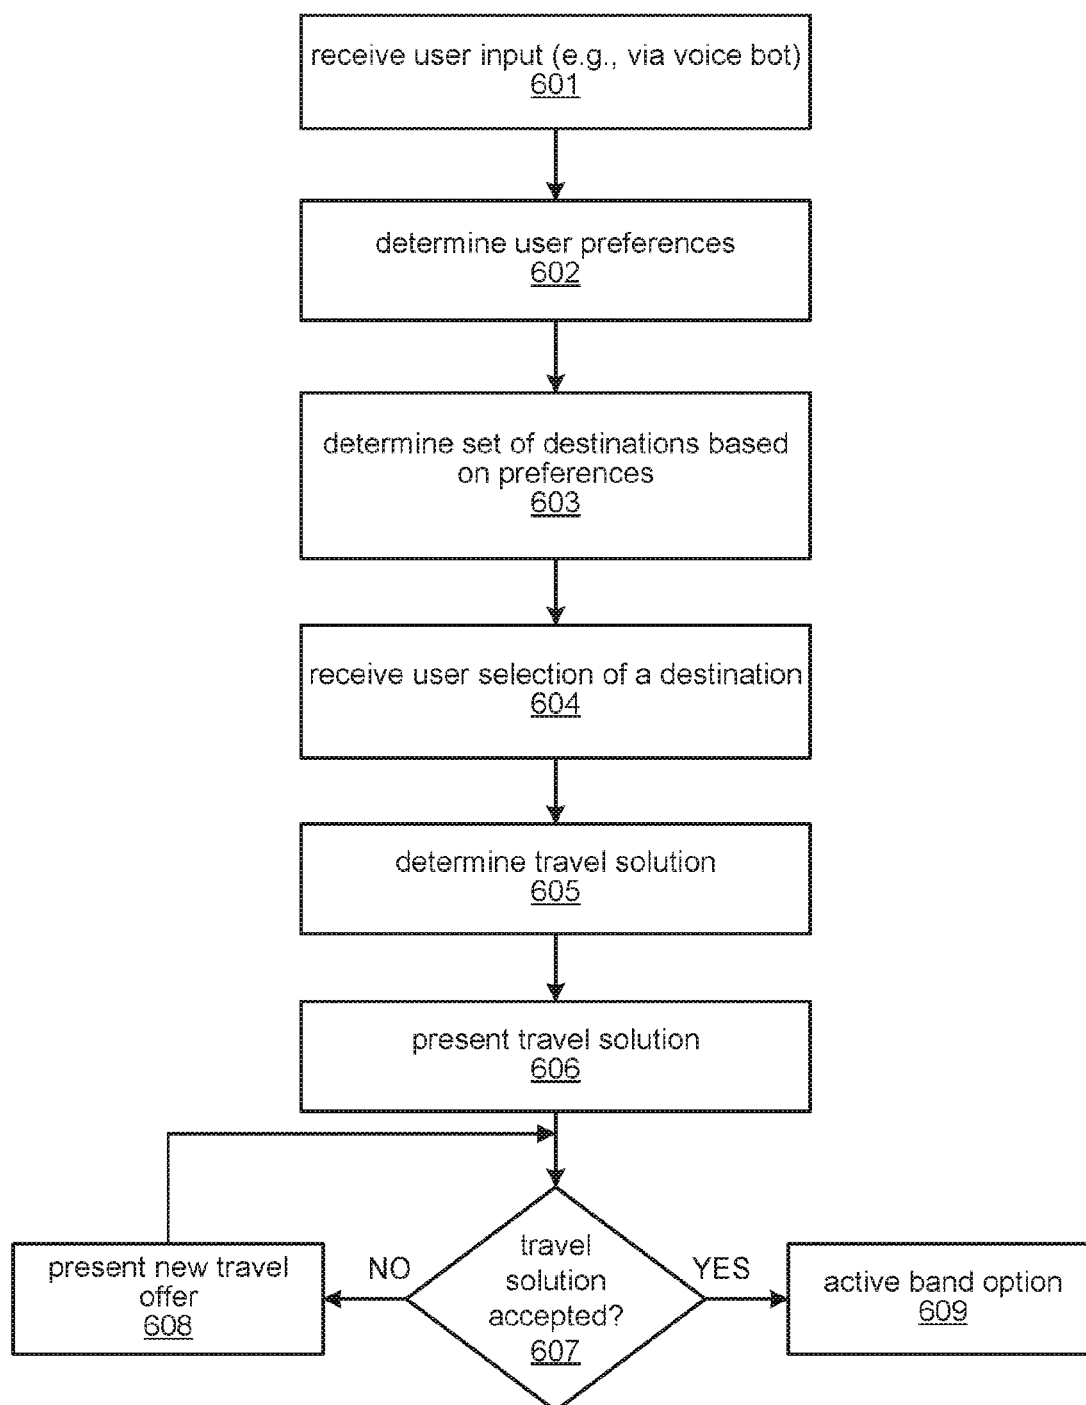 receive user input (e.g., via voice bot)
601
determine user preferences
602
determine set of destinations based
on preferences
603
receive user selection of a destination
604
determine travel solution
605
present travel solution
606
present new travel
offer
608
NO
travel
solution
accepted?
607
YES
active band option
609